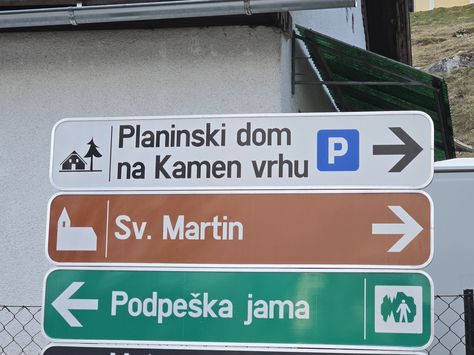 Planinski dom
na Kamen vrhu P
Sv. Martin
Podpeška jama